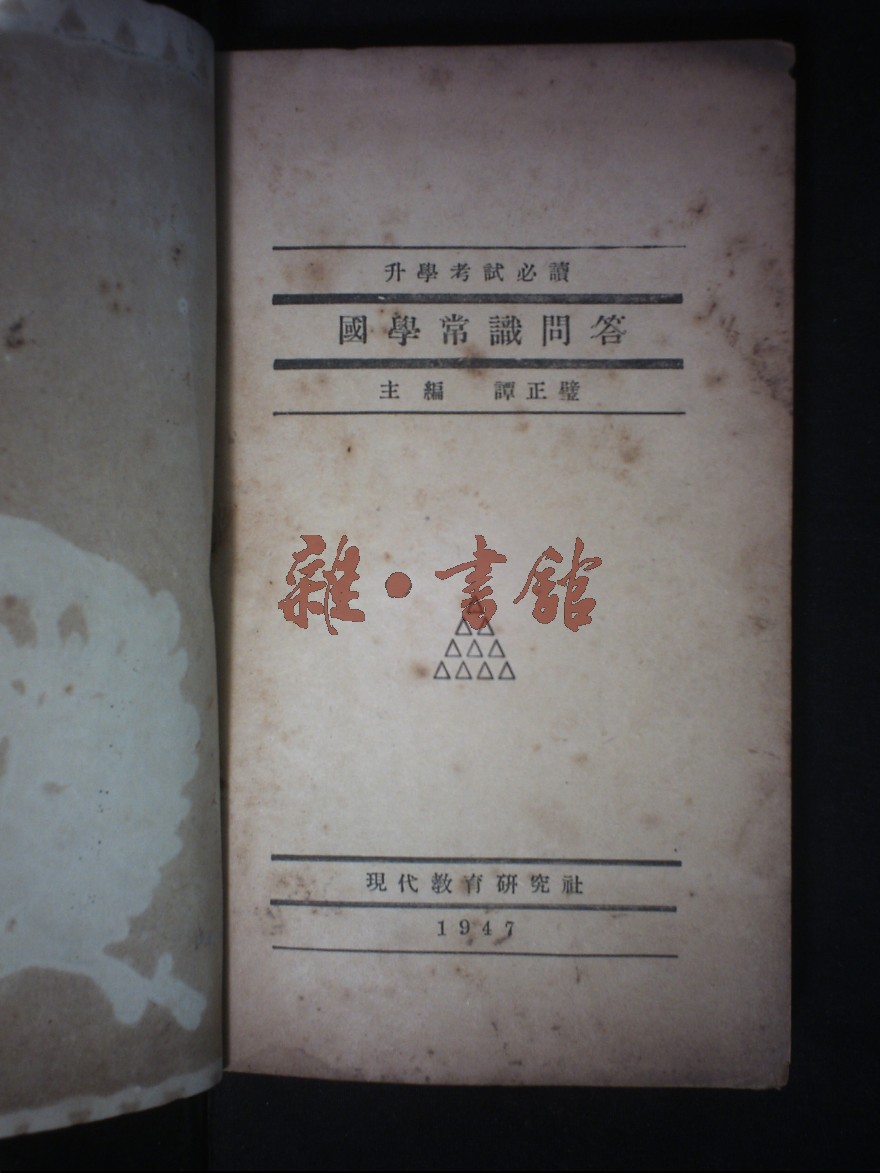 升學考試必讀
國學常識問答
主編 譚正璧
雜·書館
現代教育研究社
1947